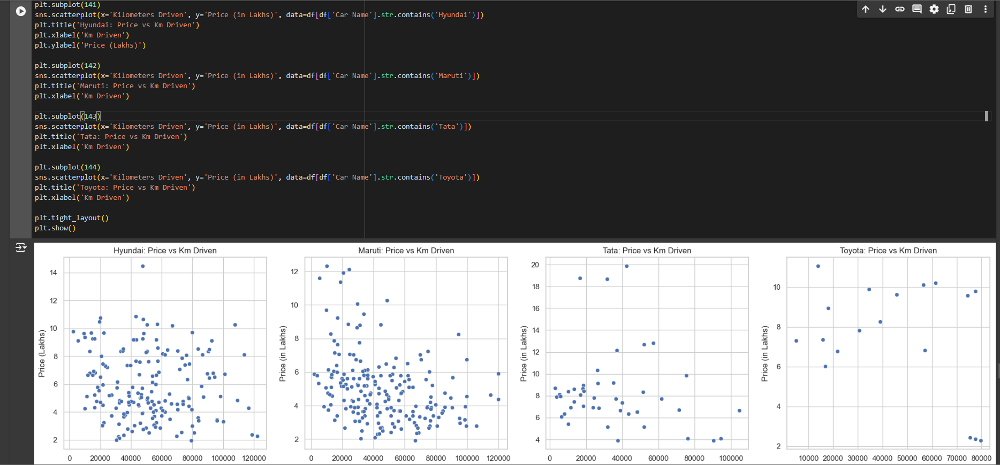 plt.subplot(141)
sns.scatterplot(x='Kilometers Driven', y='Price (in Lakhs)', data=df[df['Car Name'].str.contains('Hyundai')])
plt.title('Hyundai: Price vs Km Driven')
plt.xlabel('Km Driven')
plt.ylabel('Price (Lakhs)')
plt.subplot(142)
sns.scatterplot(x='Kilometers Driven', y='Price (in Lakhs)', data=df[df['Car Name'].str.contains('Maruti')])
plt.title('Maruti: Price vs Km Driven')
plt.xlabel('Km Driven')
plt.subplot(143)
sns.scatterplot(x='Kilometers Driven', y='Price (in Lakhs)', data=df[df['Car Name'].str.contains('Tata')])
plt.title('Tata: Price vs Km Driven')
plt.xlabel('Km Driven')
plt.subplot(144)
sns.scatterplot(x='Kilometers Driven', y='Price (in Lakhs)', data=df[df['Car Name'].str.contains('Toyota')])
plt.title('Toyota: Price vs Km Driven')
plt.xlabel('Km Driven')
plt.tight_layout()
plt.show()
Hyundai: Price vs Km Driven
Price (Lakhs)
14
12
10
8
6
4
2
0 20000 40000 60000 80000 100000 120000
Maruti: Price vs Km Driven
Price (in Lakhs)
12
10
8
6
4
2
0 20000 40000 60000 80000 100000 120000
Tata: Price vs Km Driven
Price (in Lakhs)
20
18
16
14
12
10
8
6
4
0 20000 40000 60000 80000 100000
Toyota: Price vs Km Driven
Price (in Lakhs)
10
8
6
4
2
10000 20000 30000 40000 50000 60000 70000 80000